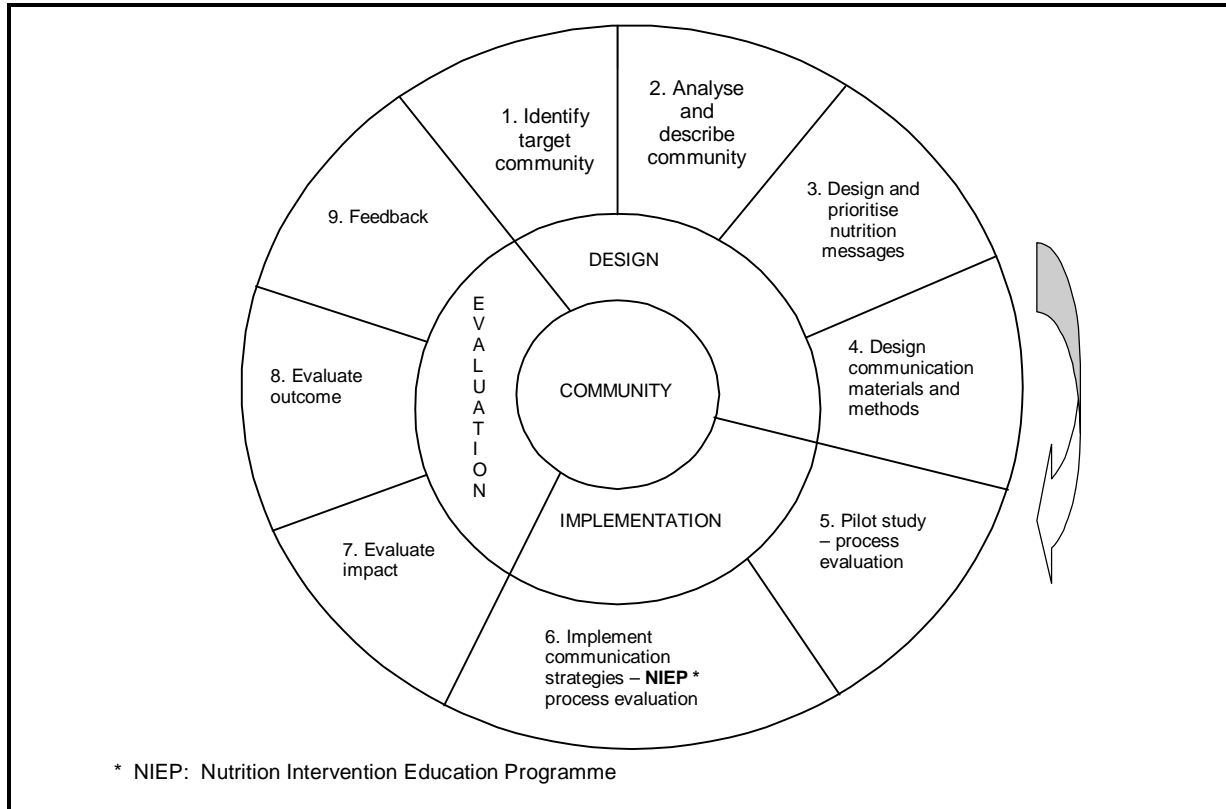 1. Identify
target
community
2. Analyse
and
describe
community
3. Design and
prioritise
nutrition
messages
4. Design
communication
materials and
methods
5. Pilot study
– process
evaluation
6. Implement
communication
strategies – NIEP *
process evaluation
7. Evaluate
impact
8. Evaluate
outcome
9. Feedback
DESIGN
IMPLEMENTATION
EVALUATION
COMMUNITY
* NIEP: Nutrition Intervention Education Programme